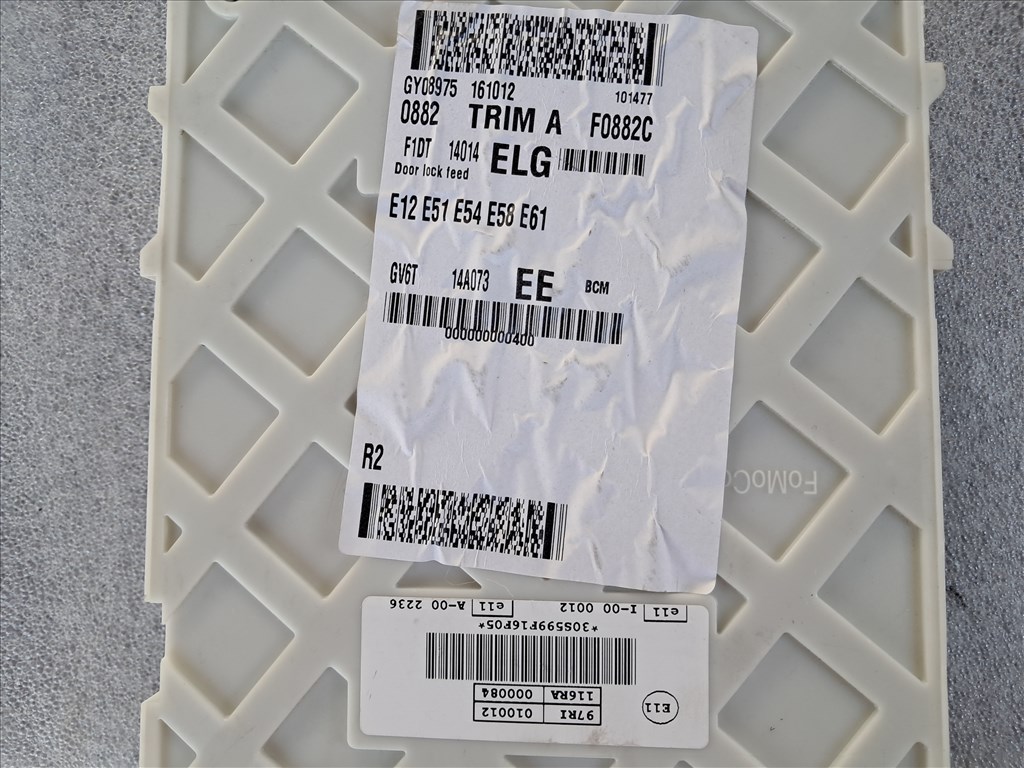 GY08975 161012 101477
0882 TRIM A F0882C
F1DT 14014 ELG
Door lock feed
E12 E51 E54 E58 E61
GV6T 14A073 EE BCM
000000000400
R2
FoMoCo
E11
97RI 010012
116RA 000084
*30S599F16F05*
e11 I-00 0012 e11 A-00 2236